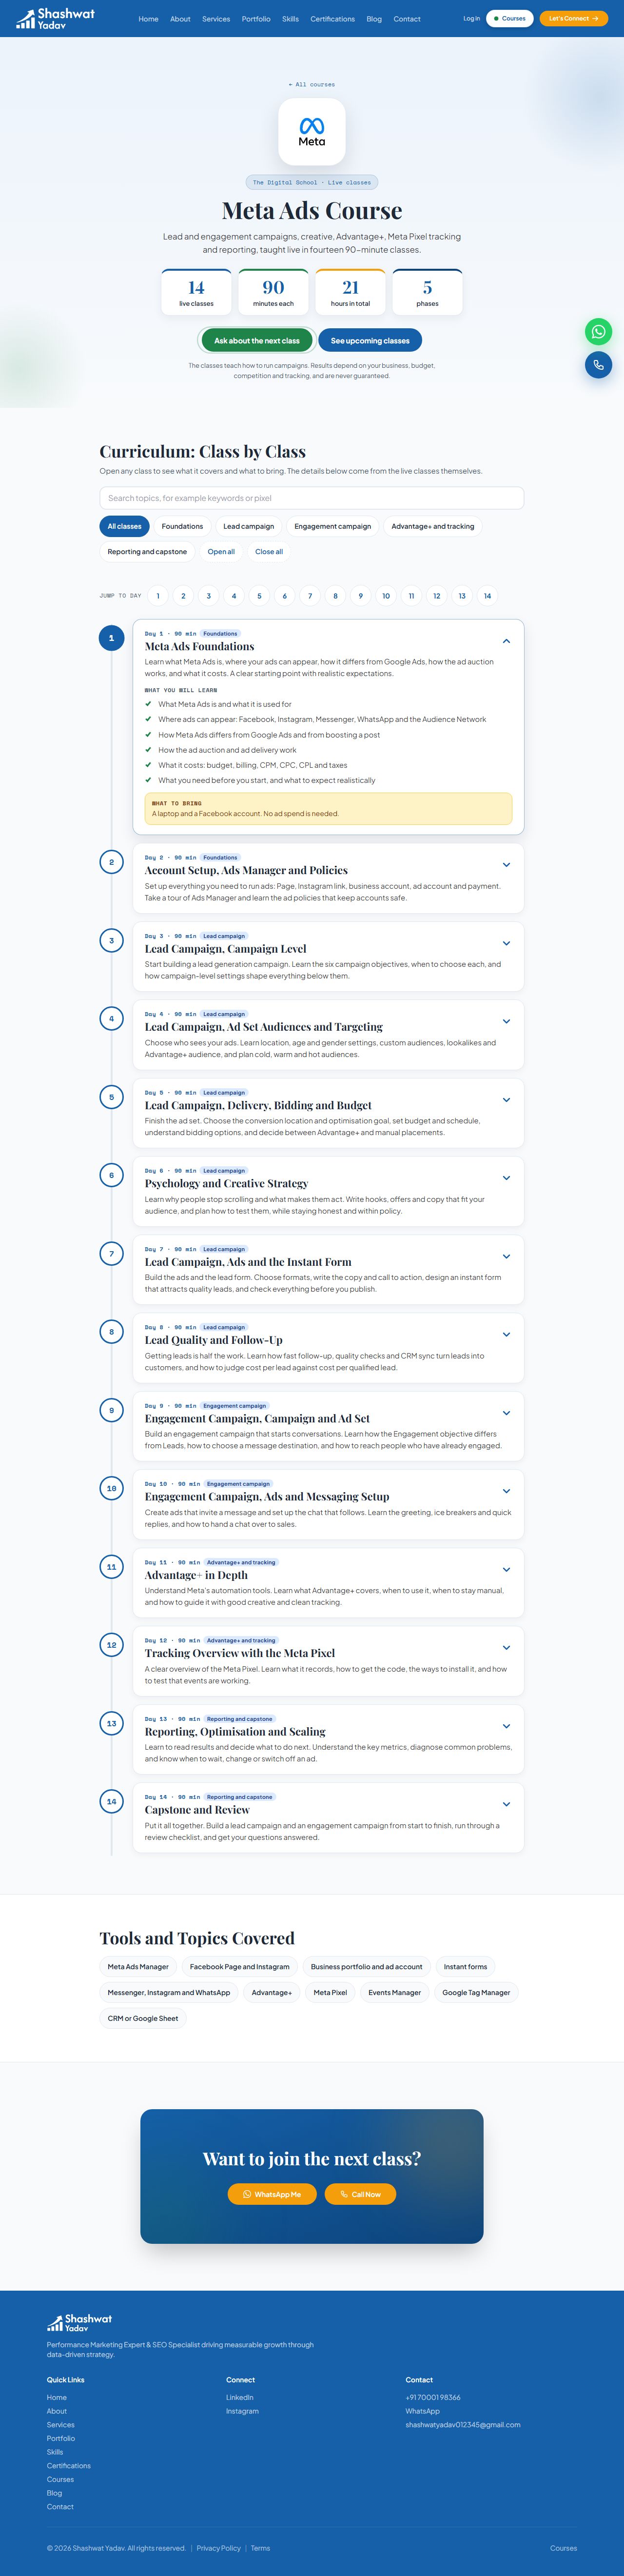 Shashwat
Yadav
Home About Services Portfolio Skills Certifications Blog Contact
Log in
Courses
Let's Connect →
← All courses
Meta
The Digital School · Live classes
Meta Ads Course
Lead and engagement campaigns, creative, Advantage+, Meta Pixel tracking
and reporting, taught live in fourteen 90-minute classes.
14
live classes
90
minutes each
21
hours in total
5
phases
Ask about the next class
See upcoming classes
The classes teach how to run campaigns. Results depend on your business, budget,
competition and tracking, and are never guaranteed.
Curriculum: Class by Class
Open any class to see what it covers and what to bring. The details below come from the live classes themselves.
Search topics, for example keywords or pixel
All classes Foundations Lead campaign Engagement campaign Advantage+ and tracking
Reporting and capstone Open all Close all
JUMP TO DAY 1 2 3 4 5 6 7 8 9 10 11 12 13 14
1
Day 1 · 90 min Foundations
Meta Ads Foundations
Learn what Meta Ads is, where your ads can appear, how it differs from Google Ads, how the ad auction
works, and what it costs. A clear starting point with realistic expectations.
WHAT YOU WILL LEARN
What Meta Ads is and what it is used for
Where ads can appear: Facebook, Instagram, Messenger, WhatsApp and the Audience Network
How Meta Ads differs from Google Ads and from boosting a post
How the ad auction and ad delivery work
What it costs: budget, billing, CPM, CPC, CPL and taxes
What you need before you start, and what to expect realistically
WHAT TO BRING
A laptop and a Facebook account. No ad spend is needed.
2
Day 2 · 90 min Foundations
Account Setup, Ads Manager and Policies
Set up everything you need to run ads: Page, Instagram link, business account, ad account and payment.
Take a tour of Ads Manager and learn the ad policies that keep accounts safe.
3
Day 3 · 90 min Lead campaign
Lead Campaign, Campaign Level
Start building a lead generation campaign. Learn the six campaign objectives, when to choose each, and
how campaign-level settings shape everything below them.
4
Day 4 · 90 min Lead campaign
Lead Campaign, Ad Set Audiences and Targeting
Choose who sees your ads. Learn location, age and gender settings, custom audiences, lookalikes and
Advantage+ audience, and plan cold, warm and hot audiences.
5
Day 5 · 90 min Lead campaign
Lead Campaign, Delivery, Bidding and Budget
Finish the ad set. Choose the conversion location and optimisation goal, set budget and schedule,
understand bidding options, and decide between Advantage+ and manual placements.
6
Day 6 · 90 min Lead campaign
Psychology and Creative Strategy
Learn why people stop scrolling and what makes them act. Write hooks, offers and copy that fit your
audience, and plan how to test them, while staying honest and within policy.
7
Day 7 · 90 min Lead campaign
Lead Campaign, Ads and the Instant Form
Build the ads and the lead form. Choose formats, write the copy and call to action, design an instant form
that attracts quality leads, and check everything before you publish.
8
Day 8 · 90 min Lead campaign
Lead Quality and Follow-Up
Getting leads is half the work. Learn how fast follow-up, quality checks and CRM sync turn leads into
customers, and how to judge cost per lead against cost per qualified lead.
9
Day 9 · 90 min Engagement campaign
Engagement Campaign, Campaign and Ad Set
Build an engagement campaign that starts conversations. Learn how the Engagement objective differs
from Leads, how to choose a message destination, and how to reach people who have already engaged.
10
Day 10 · 90 min Engagement campaign
Engagement Campaign, Ads and Messaging Setup
Create ads that invite a message and set up the chat that follows. Learn the greeting, ice breakers and quick
replies, and how to hand a chat over to sales.
11
Day 11 · 90 min Advantage+ and tracking
Advantage+ in Depth
Understand Meta's automation tools. Learn what Advantage+ covers, when to use it, when to stay manual,
and how to guide it with good creative and clean tracking.
12
Day 12 · 90 min Advantage+ and tracking
Tracking Overview with the Meta Pixel
A clear overview of the Meta Pixel. Learn what it records, how to get the code, the ways to install it, and how
to test that events are working.
13
Day 13 · 90 min Reporting and capstone
Reporting, Optimisation and Scaling
Learn to read results and decide what to do next. Understand the key metrics, diagnose common problems,
and know when to wait, change or switch off an ad.
14
Day 14 · 90 min Reporting and capstone
Capstone and Review
Put it all together. Build a lead campaign and an engagement campaign from start to finish, run through a
review checklist, and get your questions answered.
Tools and Topics Covered
Meta Ads Manager Facebook Page and Instagram Business portfolio and ad account Instant forms
Messenger, Instagram and WhatsApp Advantage+ Meta Pixel Events Manager Google Tag Manager
CRM or Google Sheet
Want to join the next class?
WhatsApp Me
Call Now
Shashwat
Yadav
Performance Marketing Expert & SEO Specialist driving measurable growth through
data-driven strategy.
Quick Links
Home
About
Services
Portfolio
Skills
Certifications
Courses
Blog
Contact
Connect
LinkedIn
Instagram
Contact
+91 70001 98366
WhatsApp
shashwatyadav012345@gmail.com
© 2026 Shashwat Yadav. All rights reserved. | Privacy Policy | Terms
Courses